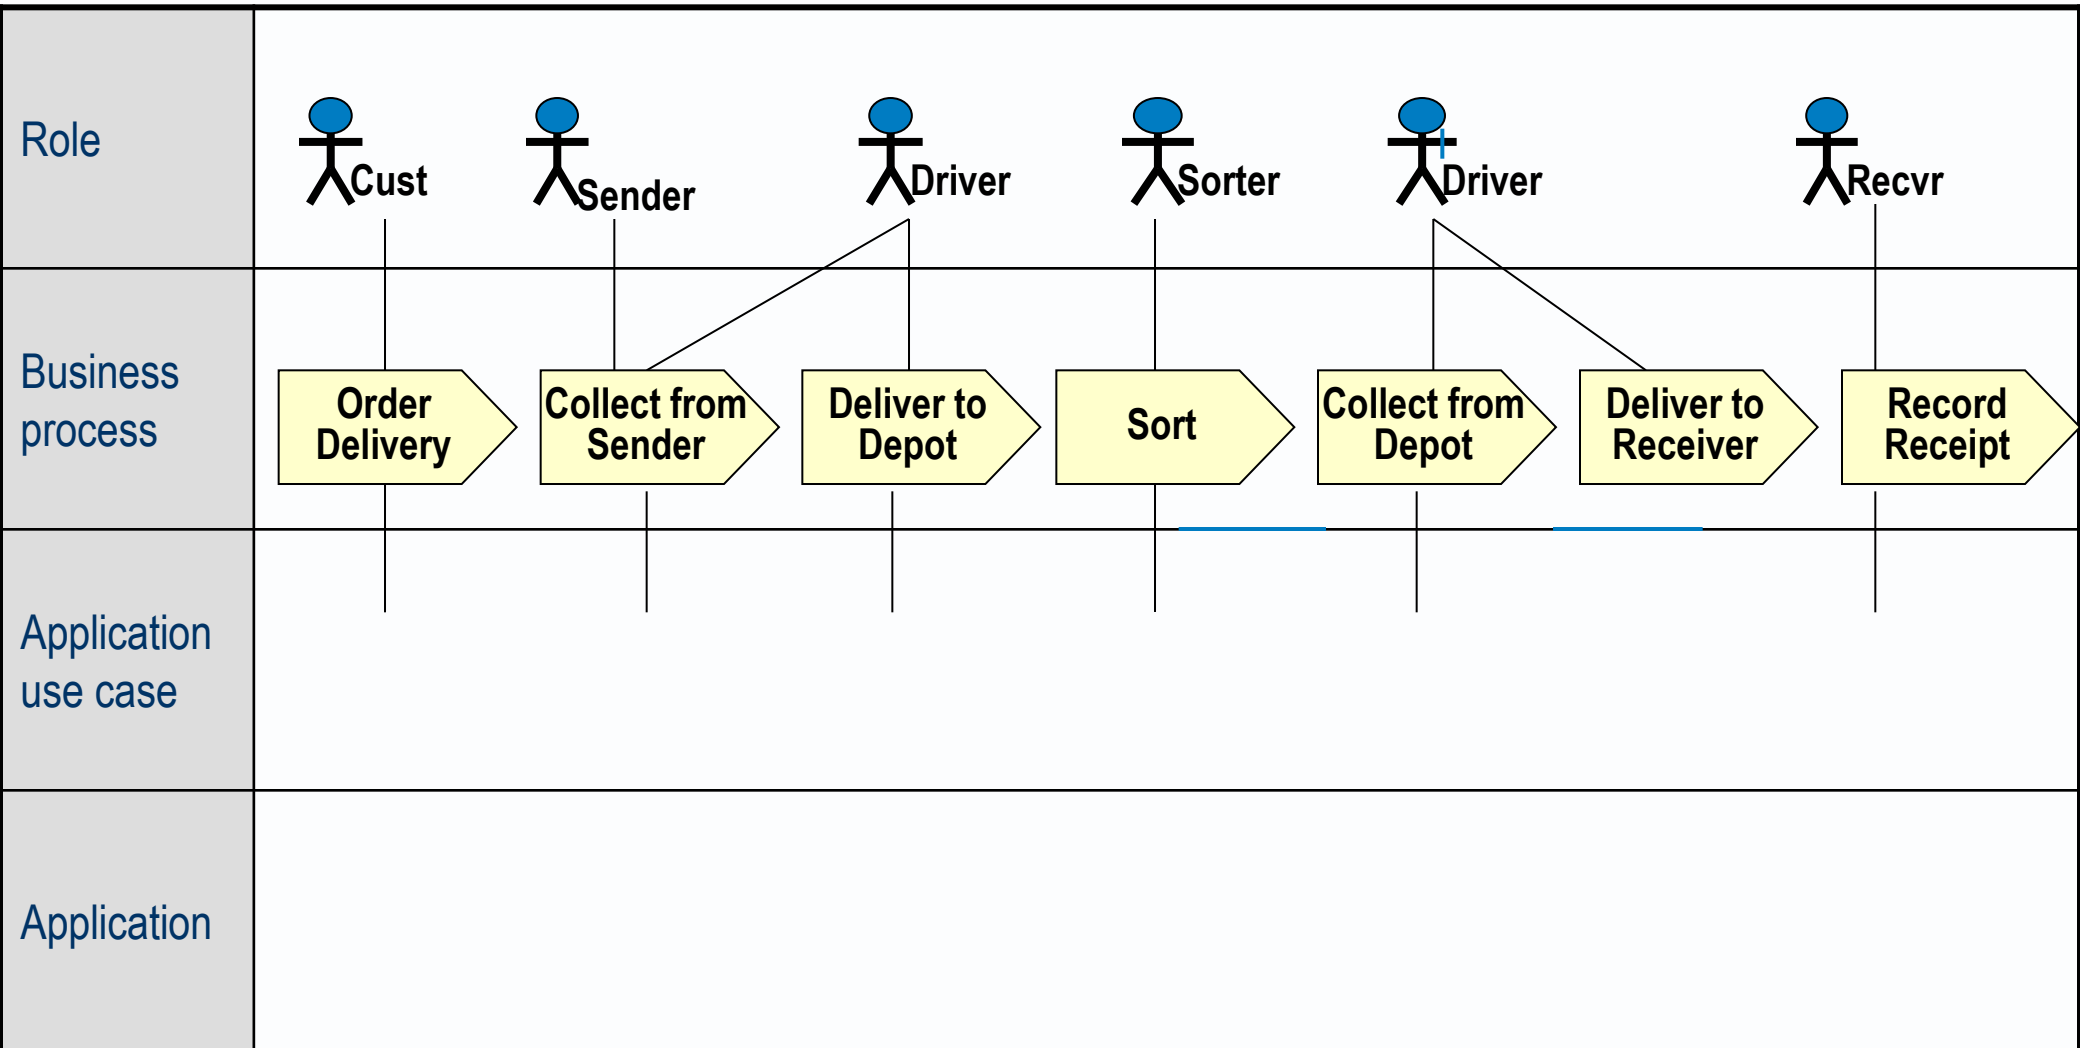 Role
Cust
Sender
Driver
Sorter
Driver
Recvr
Business
process
Order
Delivery
Collect from
Sender
Deliver to
Depot
Sort
Collect from
Depot
Deliver to
Receiver
Record
Receipt
Application
use case
Application